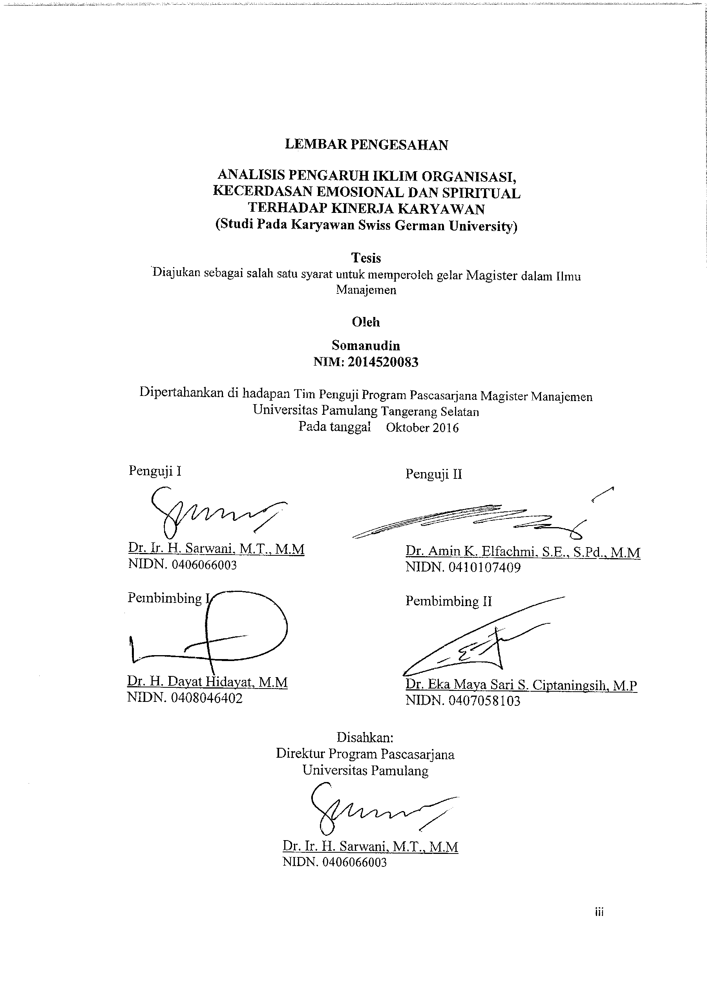 LEMBAR PENGESAHAN
ANALISIS PENGARUH IKLIM ORGANISASI,
KECERDASAN EMOSIONAL DAN SPIRITUAL
TERHADAP KINERJA KARYAWAN
(Studi Pada Karyawan Swiss German University)
Tesis
Diajukan sebagai salah satu syarat untuk memperoleh gelar Magister dalam Ilmu
Manajemen
Oleh
Somanudin
NIM: 2014520083
Dipertahankan di hadapan Tim Penguji Program Pascasarjana Magister Manajemen
Universitas Pamulang Tangerang Selatan
Pada tanggal Oktober 2016
Penguji I
Penguji II
Dr. Ir. H. Sarwani, M.T., M.M
Dr. Amin K. Elfachmi, S.E., S.Pd., M.M
NIDN. 0406066003
NIDN. 0410107409
Pembimbing I
Pembimbing II
Dr. H. Dayat Hidayat, M.M
Dr. Eka Maya Sari S. Ciptaningsih, M.P
NIDN. 0408046402
NIDN. 0407058103
Disahkan:
Direktur Program Pascasarjana
Universitas Pamulang
Dr. Ir. H. Sarwani, M.T., M.M
NIDN. 0406066003
iii